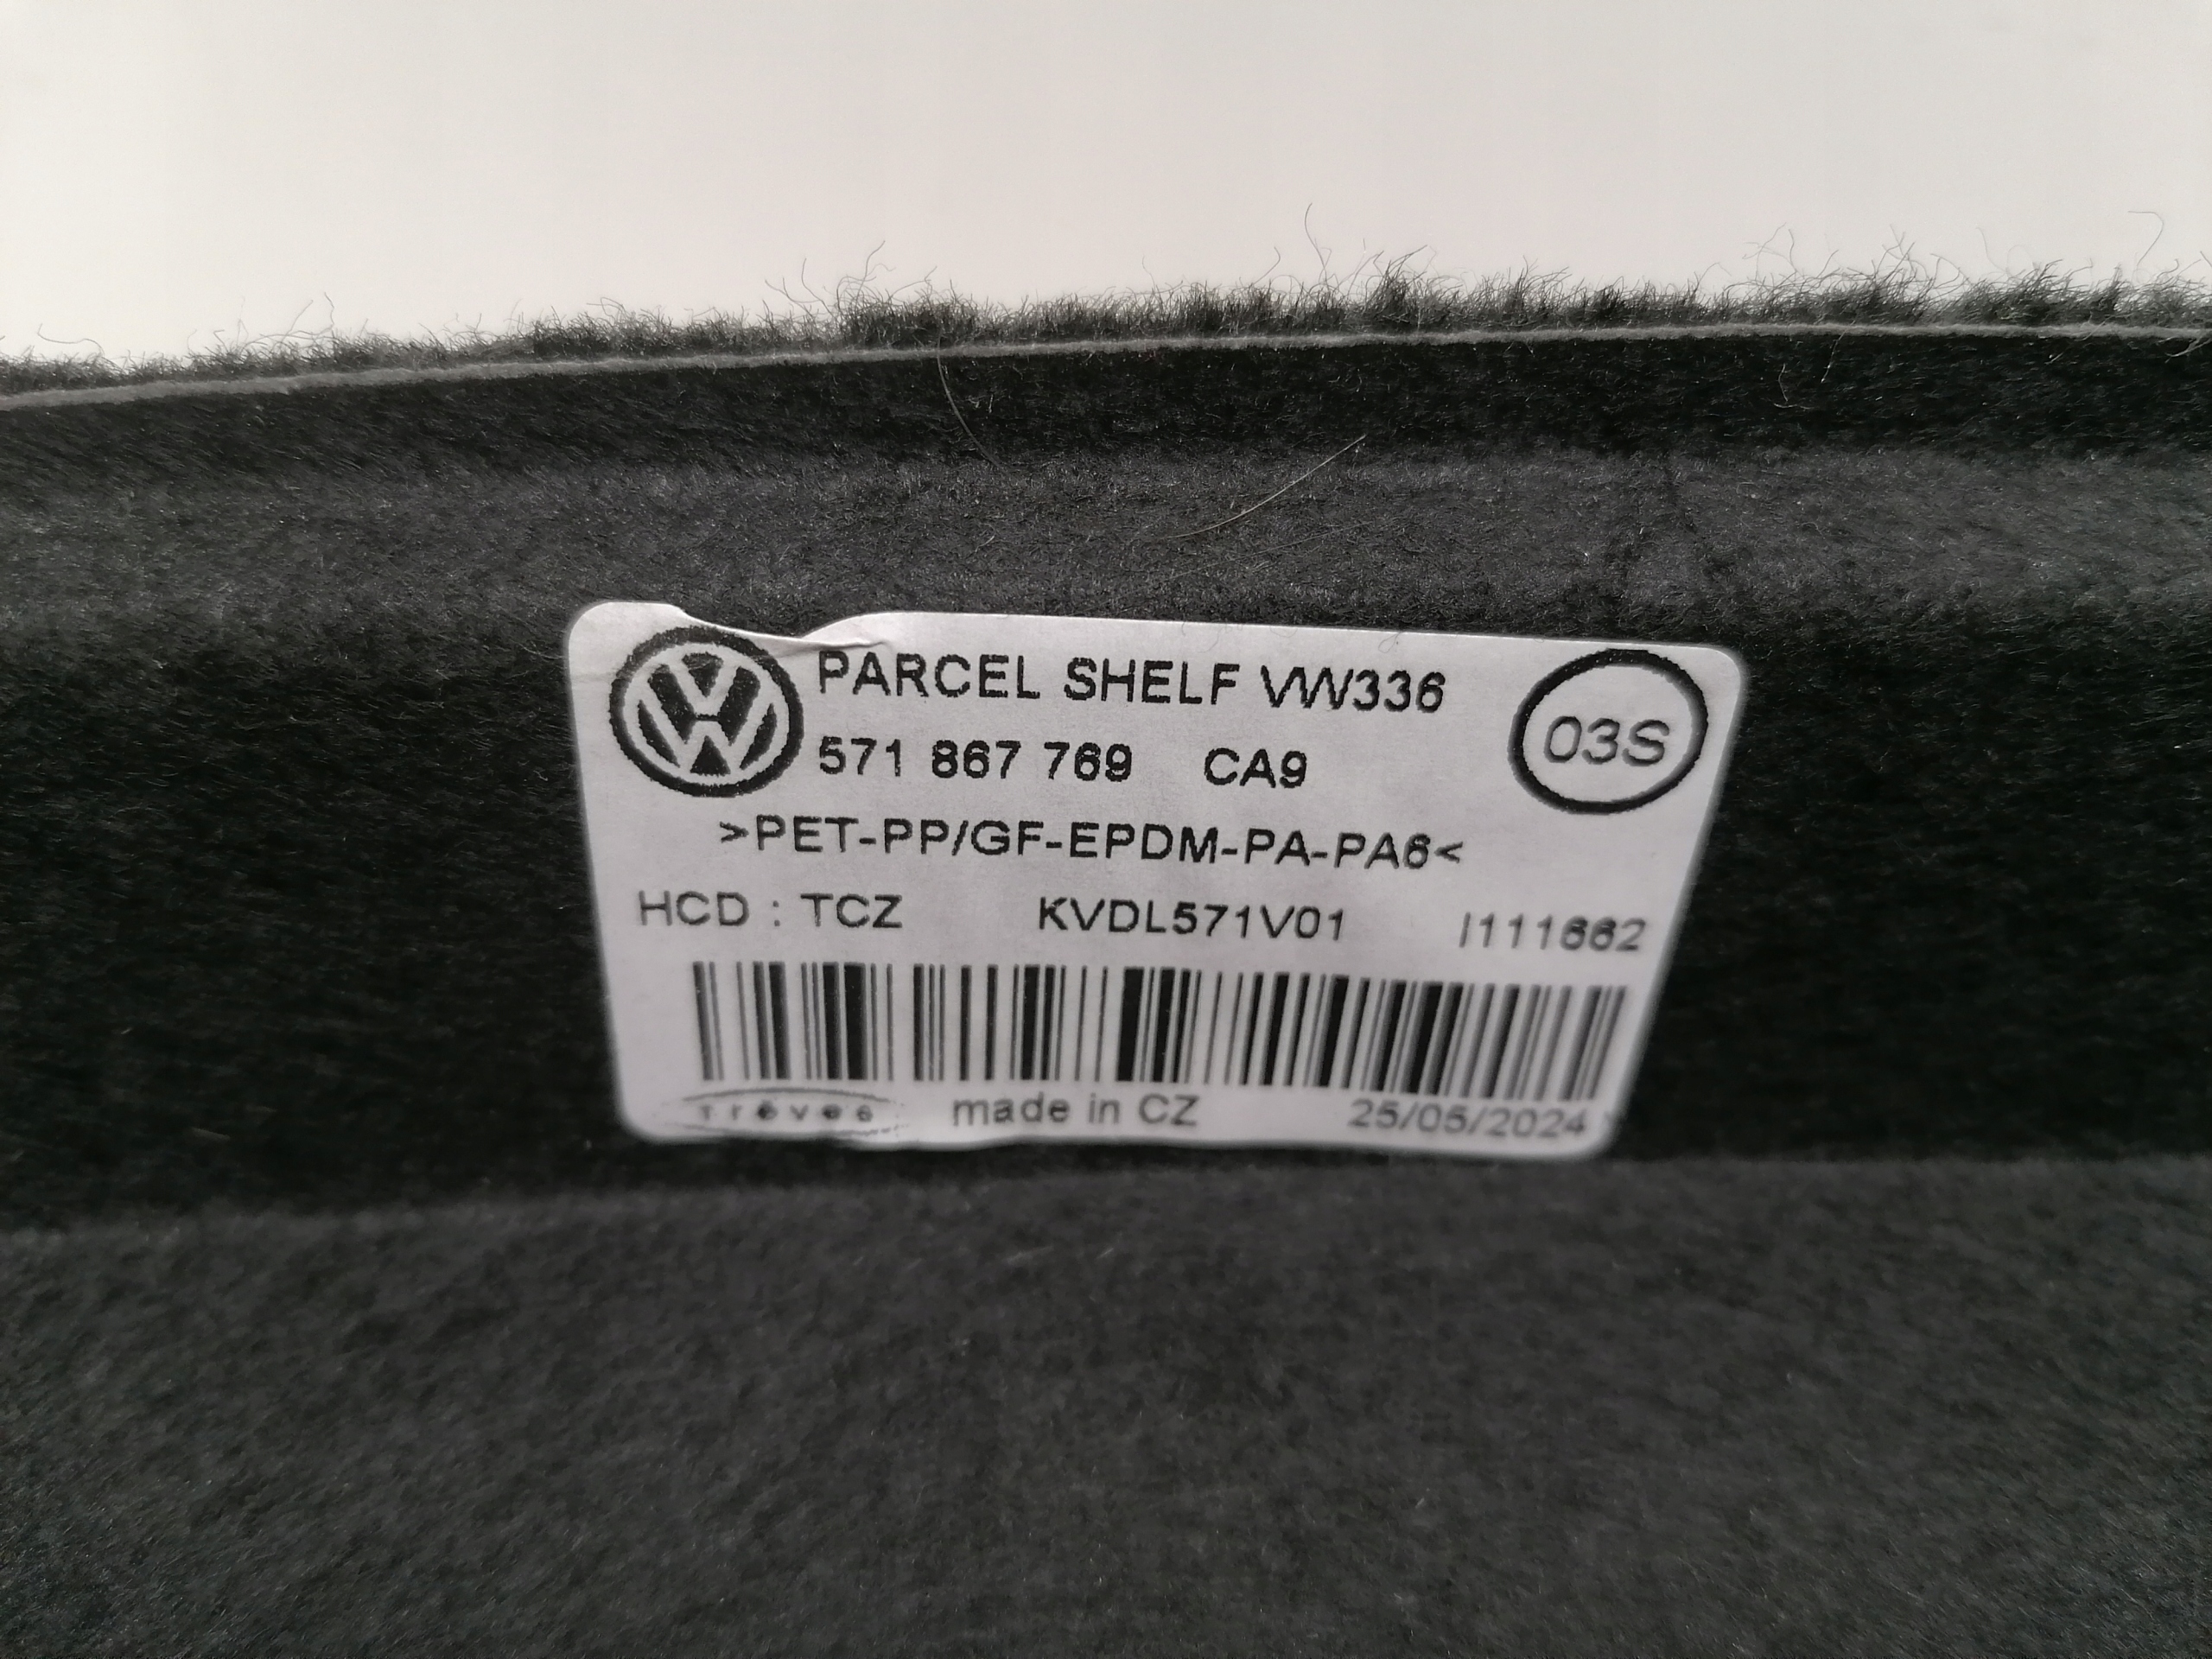 PARCEL SHELF VW336
03S
571 867 769 CA9
>PET-PP/GF-EPDM-PA-PA6<
HCD : TCZ KVDL571V01 I111662
Trèves made in CZ 25/05/2024